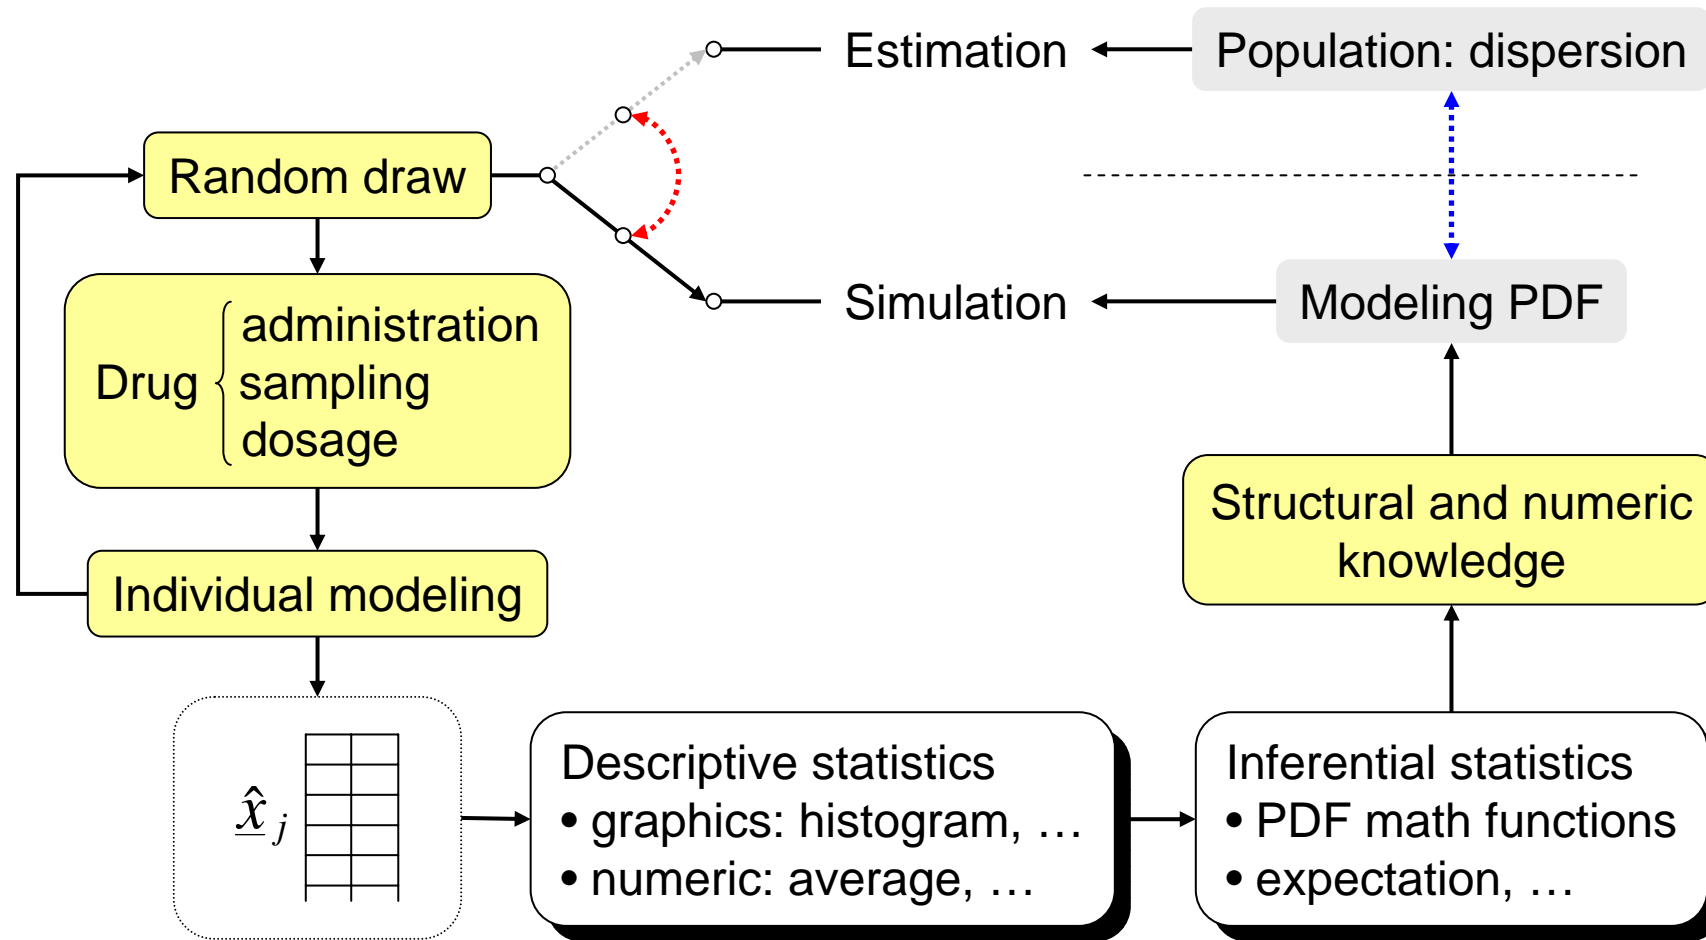 Estimation
Population: dispersion
Random draw
Simulation
Modeling PDF
Drug
administration
sampling
dosage
Structural and numeric
knowledge
Individual modeling
x̂ j
Descriptive statistics
• graphics: histogram, …
• numeric: average, …
Inferential statistics
• PDF math functions
• expectation, …